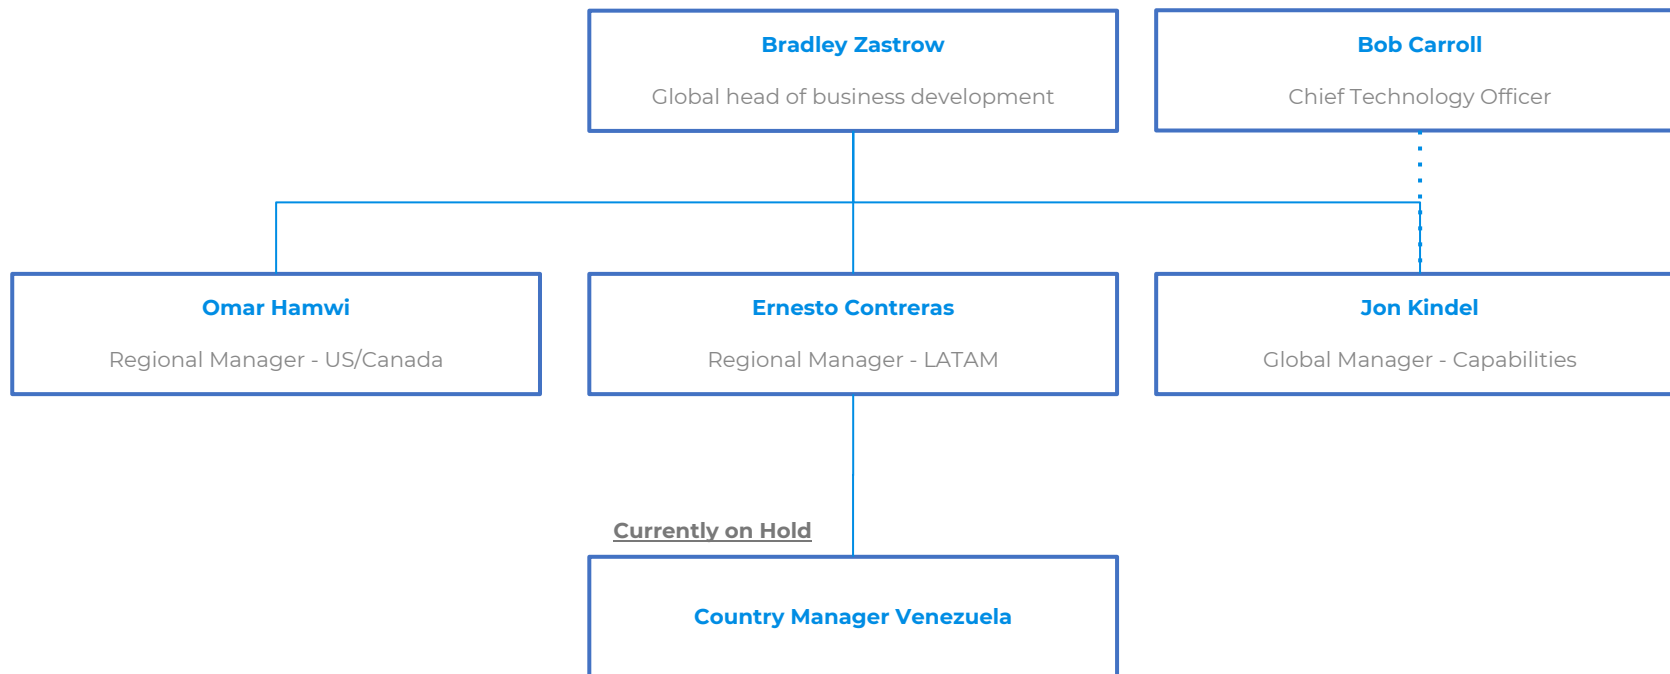 Bradley Zastrow
Global head of business development
Bob Carroll
Chief Technology Officer
Omar Hamwi
Regional Manager - US/Canada
Ernesto Contreras
Regional Manager - LATAM
Jon Kindel
Global Manager - Capabilities
Currently on Hold
Country Manager Venezuela